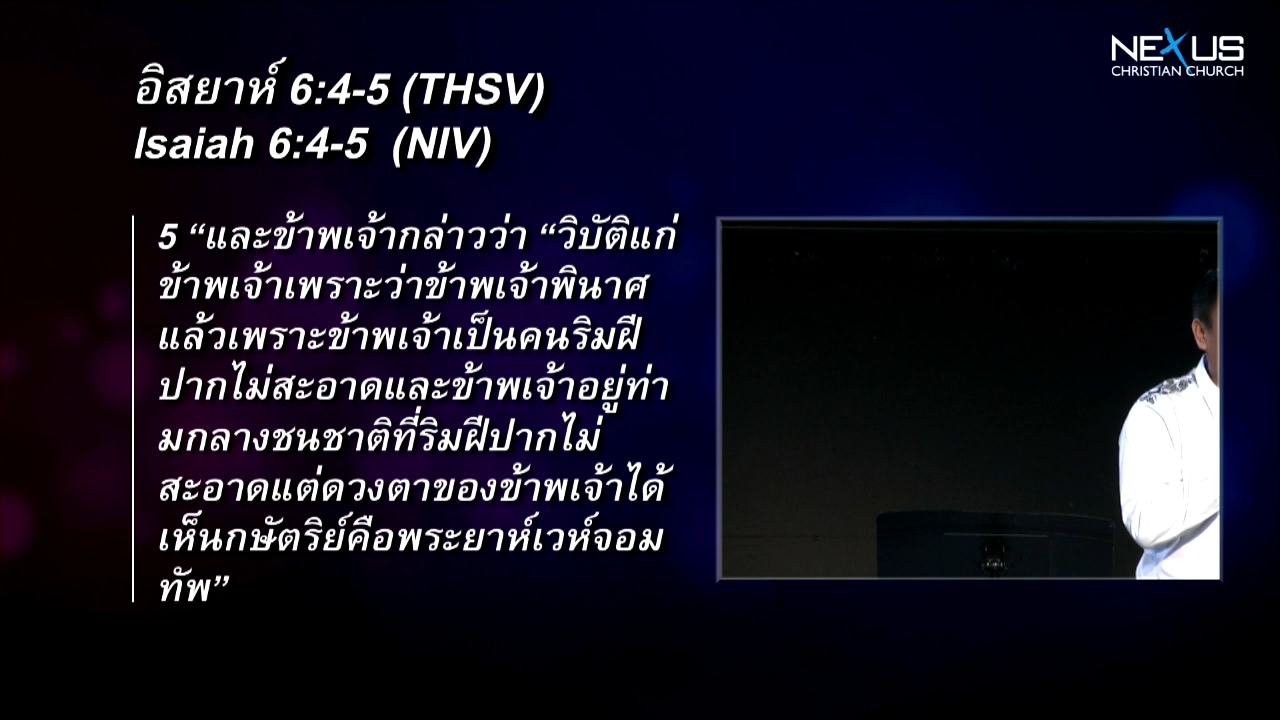 อิสยาห์ 6:4-5 (THSV)
Isaiah 6:4-5 (NIV)
NEXUS
CHRISTIAN CHURCH
5 “และข้าพเจ้ากล่าวว่า “วิบัติแก่
ข้าพเจ้าเพราะว่าข้าพเจ้าพินาศ
แล้วเพราะข้าพเจ้าเป็นคนริมฝี
ปากไม่สะอาดและข้าพเจ้าอยู่ท่า
มกลางชนชาติที่ริมฝีปากไม่
สะอาดแต่ดวงตาของข้าพเจ้าได้
เห็นกษัตริย์คือพระยาห์เวห์จอม
ทัพ”